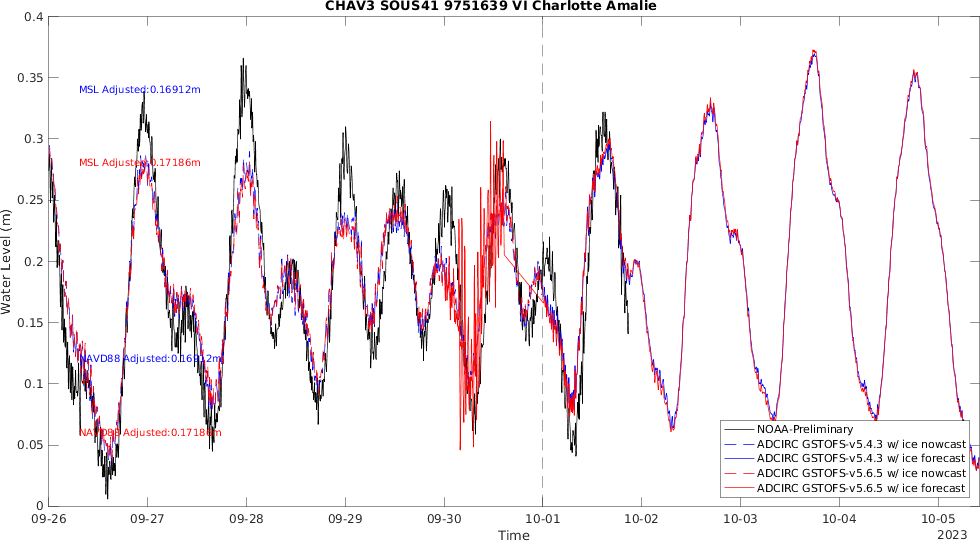 CHAV3 SOUS41 9751639 VI Charlotte Amalie
Water Level (m)
0.4
0.35
0.3
0.25
0.2
0.15
0.1
0.05
0
MSL Adjusted:0.16912m
MSL Adjusted:0.17186m
NAVD88 Adjusted:0.16912m
NAVD88 Adjusted:0.17186m
NOAA-Preliminary
ADCIRC GSTOFS-v5.4.3 w/ ice nowcast
ADCIRC GSTOFS-v5.4.3 w/ ice forecast
ADCIRC GSTOFS-v5.6.5 w/ ice nowcast
ADCIRC GSTOFS-v5.6.5 w/ ice forecast
09-26 09-27 09-28 09-29 09-30 10-01 10-02 10-03 10-04 10-05
Time
2023